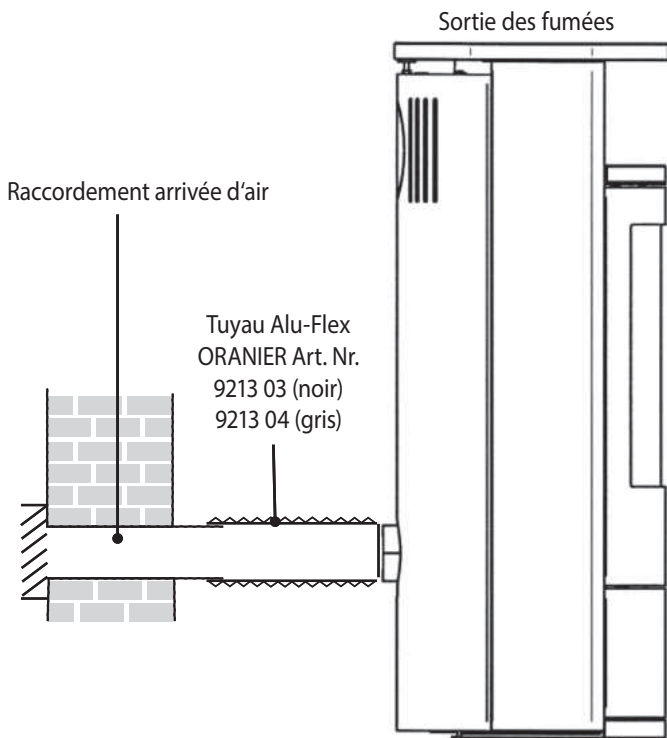 Sortie des fumées
Raccordement arrivée d‘air
Tuyau Alu-Flex
ORANIER Art. Nr.
9213 03 (noir)
9213 04 (gris)